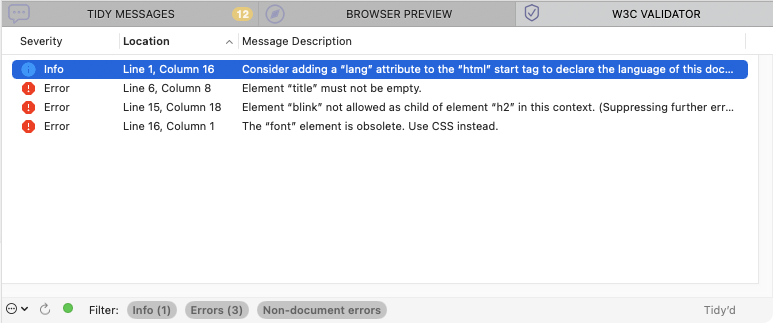 TIDY MESSAGES 12 BROWSER PREVIEW W3C VALIDATOR
Severity Location Message Description
Info Line 1, Column 16 Consider adding a “lang” attribute to the “html” start tag to declare the language of this doc...
Error Line 6, Column 8 Element “title” must not be empty.
Error Line 15, Column 18 Element “blink” not allowed as child of element “h2” in this context. (Suppressing further err...
Error Line 16, Column 1 The “font” element is obsolete. Use CSS instead.
Filter: Info (1) Errors (3) Non-document errors Tidy’d